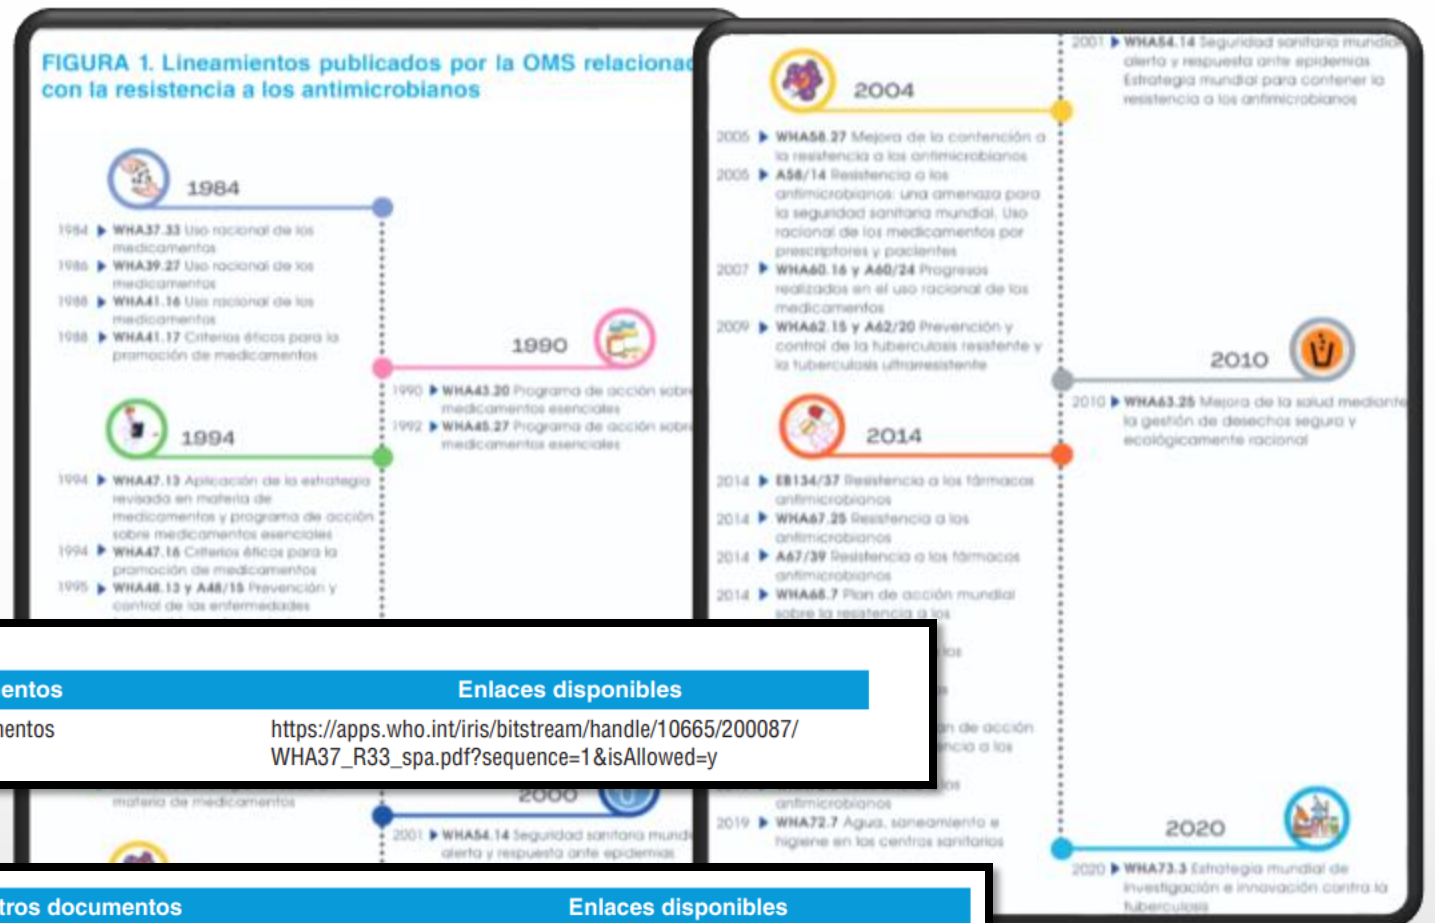 FIGURA 1. Lineamientos publicados por la OMS
con la resistencia a los antimicrobianos
1984
1984 ▶ WHA37.33 Uso racional de los
medicamentos
1986 ▶ WHA39.27 Uso racional de los
medicamentos
1988 ▶ WHA41.16 Uso racional de los
medicamentos
1988 ▶ WHA41.17 Criterios éticos para la
promoción de medicamentos
1990
1990 ▶ WHA43.20 Programa de acción sobre
medicamentos esenciales
1992 ▶ WHA45.27 Programa de acción sobre
medicamentos esenciales
1994
1994 ▶ WHA47.13 Aplicación de la estrategia
revisada en materia de
medicamentos y programa de acción
sobre medicamentos esenciales
1994 ▶ WHA47.16 Criterios éticos para la
promoción de medicamentos
1995 ▶ WHA48.13 y A48/15 Prevención y
control de las enfermedades
materia de medicamentos
2000
2001 ▶ WHA54.14 Seguridad sanitaria
alerta y respuesta ante epidemias
2001 ▶ WHA54.14 Seguridad sanitaria mundial
alerta y respuesta ante epidemias
Estrategia mundial para contener la
resistencia a los antimicrobianos
2004
2005 ▶ WHA58.27 Mejora de la contención a
la resistencia a los antimicrobianos
2005 ▶ A58/14 Resistencia a los
antimicrobianos: una amenaza para
la seguridad sanitaria mundial. Uso
racional de los medicamentos por
prescriptores y pacientes
2007 ▶ WHA60.16 y A60/24 Progresos
realizados en el uso racional de los
medicamentos
2009 ▶ WHA62.15 y A62/20 Prevención y
control de la tuberculosis resistente y
la tuberculosis ultrarresistente
2010
2010 ▶ WHA63.25 Mejora de la salud mediante
la gestión de desechos segura y
ecológicamente racional
2014
2014 ▶ EB134/37 Resistencia a los fármacos
antimicrobianos
2014 ▶ WHA67.25 Resistencia a los
antimicrobianos
2014 ▶ A67/39 Resistencia a los fármacos
antimicrobianos
2014 ▶ WHA68.7 Plan de acción mundial
sobre la resistencia a los
los
de acción
a los
antimicrobianos
2019 ▶ WHA72.7 Agua, saneamiento e
higiene en los centros sanitarios
2020
2020 ▶ WHA73.3 Estrategia mundial de
investigación e innovación contra la
tuberculosis
Enlaces disponibles
https://apps.who.int/iris/bitstream/handle/10665/200087/
WHA37_R33_spa.pdf?sequence=1&isAllowed=y
documentos
Enlaces disponibles